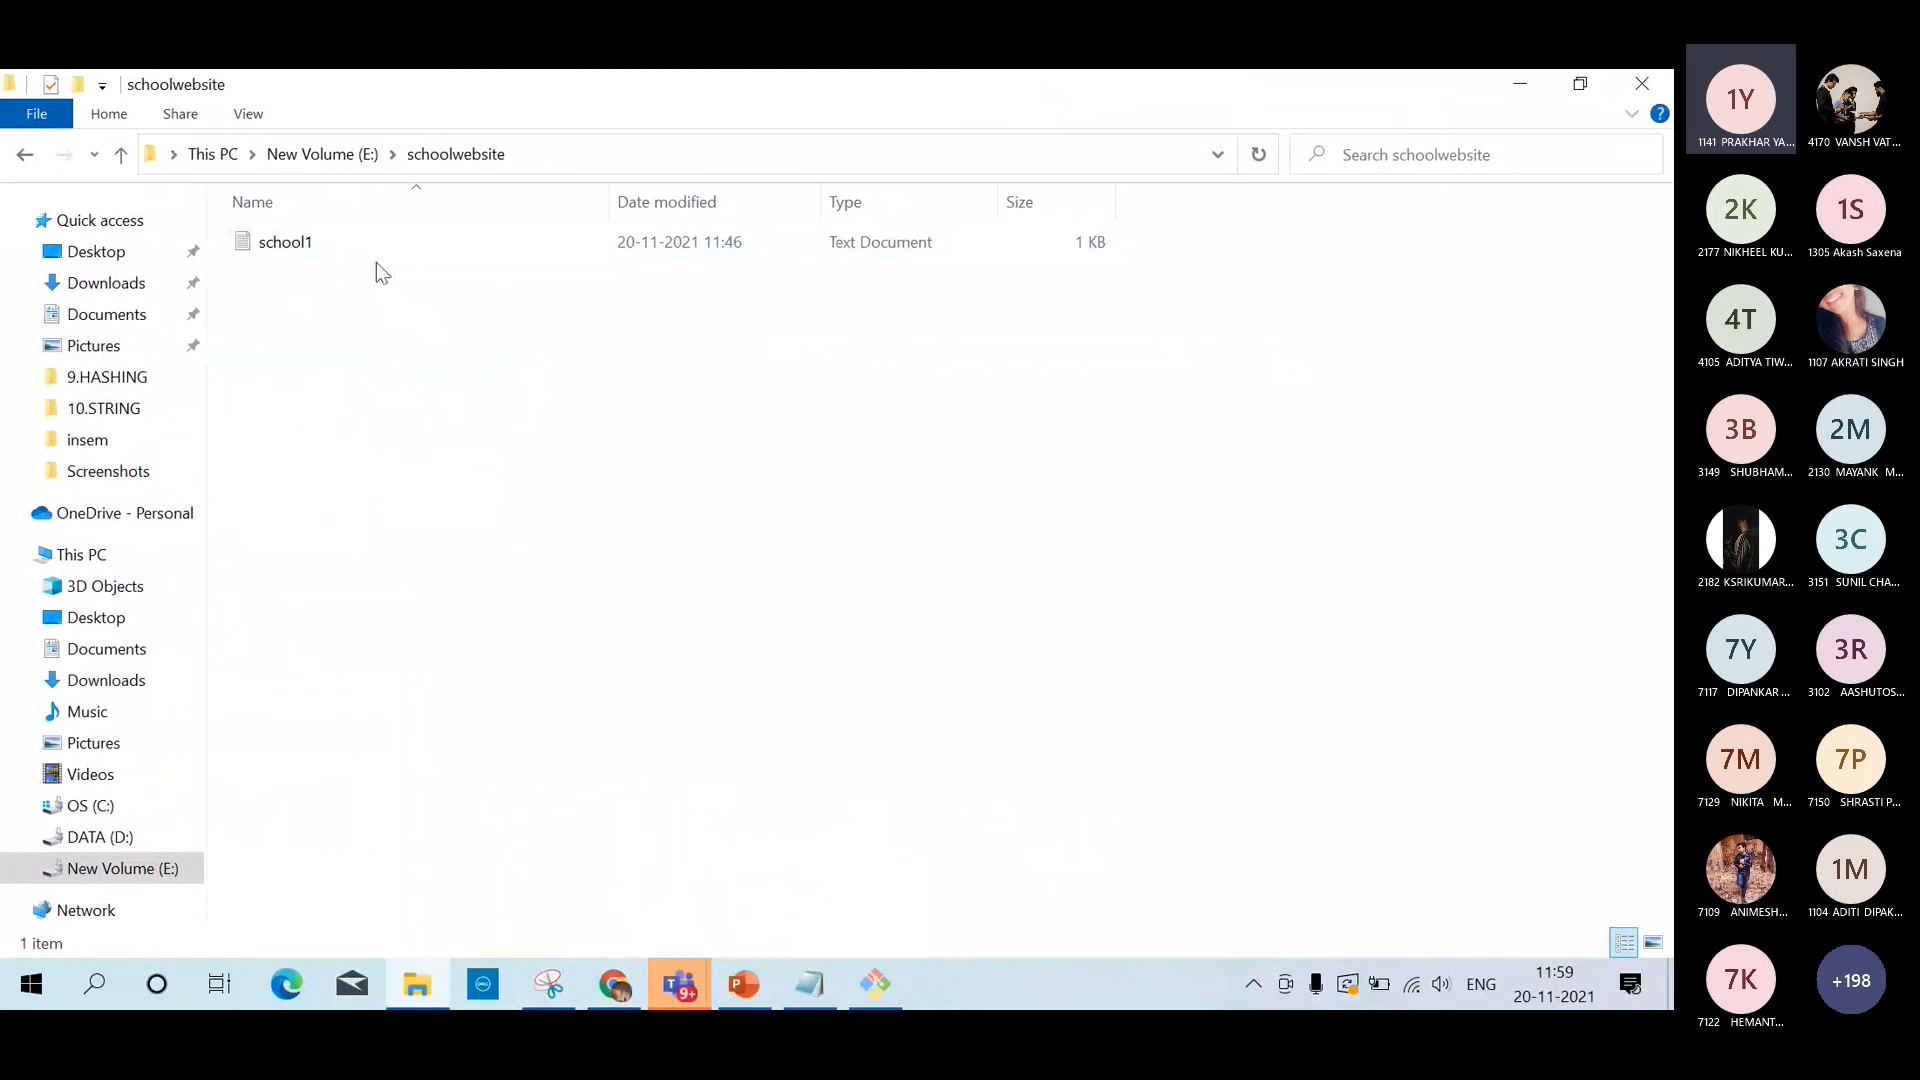 schoolwebsite
File Home Share View
This PC New Volume (E:) schoolwebsite
Search schoolwebsite
Name Date modified Type Size
school1 20-11-2021 11:46 Text Document 1 KB
Quick access
Desktop
Downloads
Documents
Pictures
9.HASHING
10.STRING
insem
Screenshots
OneDrive - Personal
This PC
3D Objects
Desktop
Documents
Downloads
Music
Pictures
Videos
OS (C:)
DATA (D:)
New Volume (E:)
Network
1 item
9+
ENG
11:59
20-11-2021
1Y
1141 PRAKHAR YA...
4170 VANSH VAT...
2K
2177 NIKHEEL KU...
1S
1305 Akash Saxena
4T
4105 ADITYA TIW...
1107 AKRATI SINGH
3B
3149 SHUBHAM...
2M
2130 MAYANK M...
2182 KSRIKUMAR...
3C
3151 SUNIL CHA...
7Y
7117 DIPANKAR ...
3R
3102 AASHUTOS...
7M
7129 NIKITA M...
7P
7150 SHRASTI P...
7109 ANIMESH...
1M
1104 ADITI DIPAK...
7K
7122 HEMANT...
+198